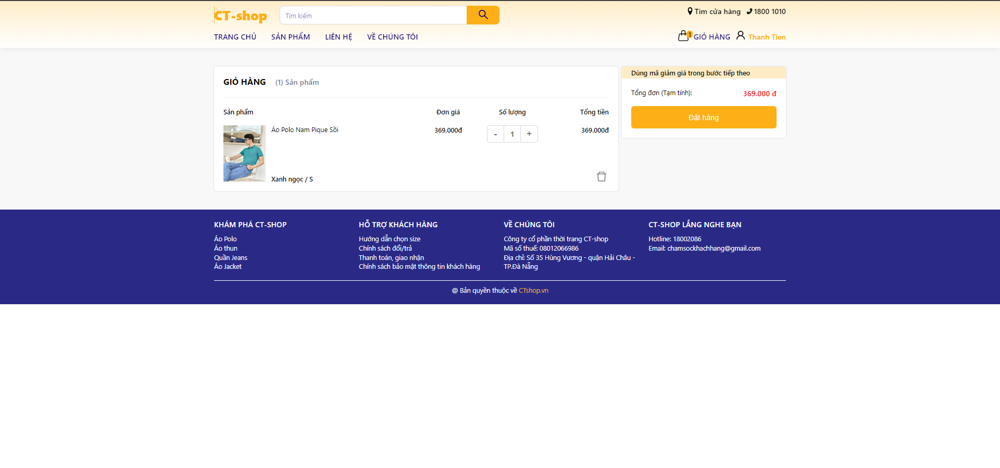 CT-shop
Tìm kiếm
Tìm cửa hàng 1800 1010
TRANG CHỦ SẢN PHẨM LIÊN HỆ VỀ CHÚNG TÔI
1 GIỎ HÀNG Thanh Tien
GIỎ HÀNG (1) Sản phẩm
Sản phẩm Đơn giá Số lượng Tổng tiền
Áo Polo Nam Pique Sồi 369.000đ - 1 + 369.000đ
Xanh ngọc / S
Dùng mã giảm giá trong bước tiếp theo
Tổng đơn (Tạm tính): 369.000 đ
Đặt hàng
KHÁM PHÁ CT-SHOP
Áo Polo
Áo thun
Quần Jeans
Áo Jacket
HỖ TRỢ KHÁCH HÀNG
Hướng dẫn chọn size
Chính sách đổi/trả
Thanh toán, giao nhận
Chính sách bảo mật thông tin khách hàng
VỀ CHÚNG TÔI
Công ty cổ phần thời trang CT-shop
Mã số thuế: 08012066986
Địa chỉ: Số 35 Hùng Vương - quận Hải Châu -
TP.Đà Nẵng
CT-SHOP LẮNG NGHE BẠN
Hotline: 18002086
Email: chamsockhachhang@gmail.com
@ Bản quyền thuộc về CTshop.vn